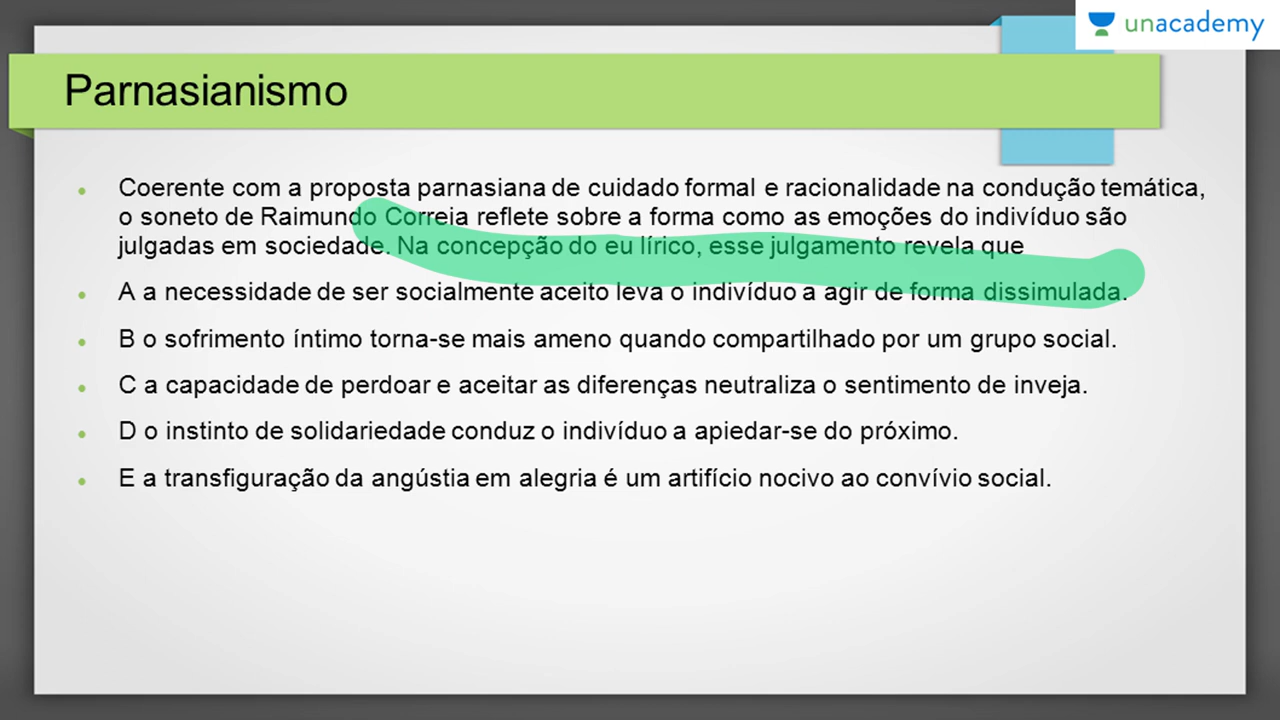 unacademy
Parnasianismo
Coerente com a proposta parnasiana de cuidado formal e racionalidade na condução temática,
o soneto de Raimundo Correia reflete sobre a forma como as emoções do indivíduo são
julgadas em sociedade. Na concepção do eu lírico, esse julgamento revela que
A a necessidade de ser socialmente aceito leva o indivíduo a agir de forma dissimulada.
B o sofrimento íntimo torna-se mais ameno quando compartilhado por um grupo social.
C a capacidade de perdoar e aceitar as diferenças neutraliza o sentimento de inveja.
D o instinto de solidariedade conduz o indivíduo a apiedar-se do próximo.
E a transfiguração da angústia em alegria é um artifício nocivo ao convívio social.